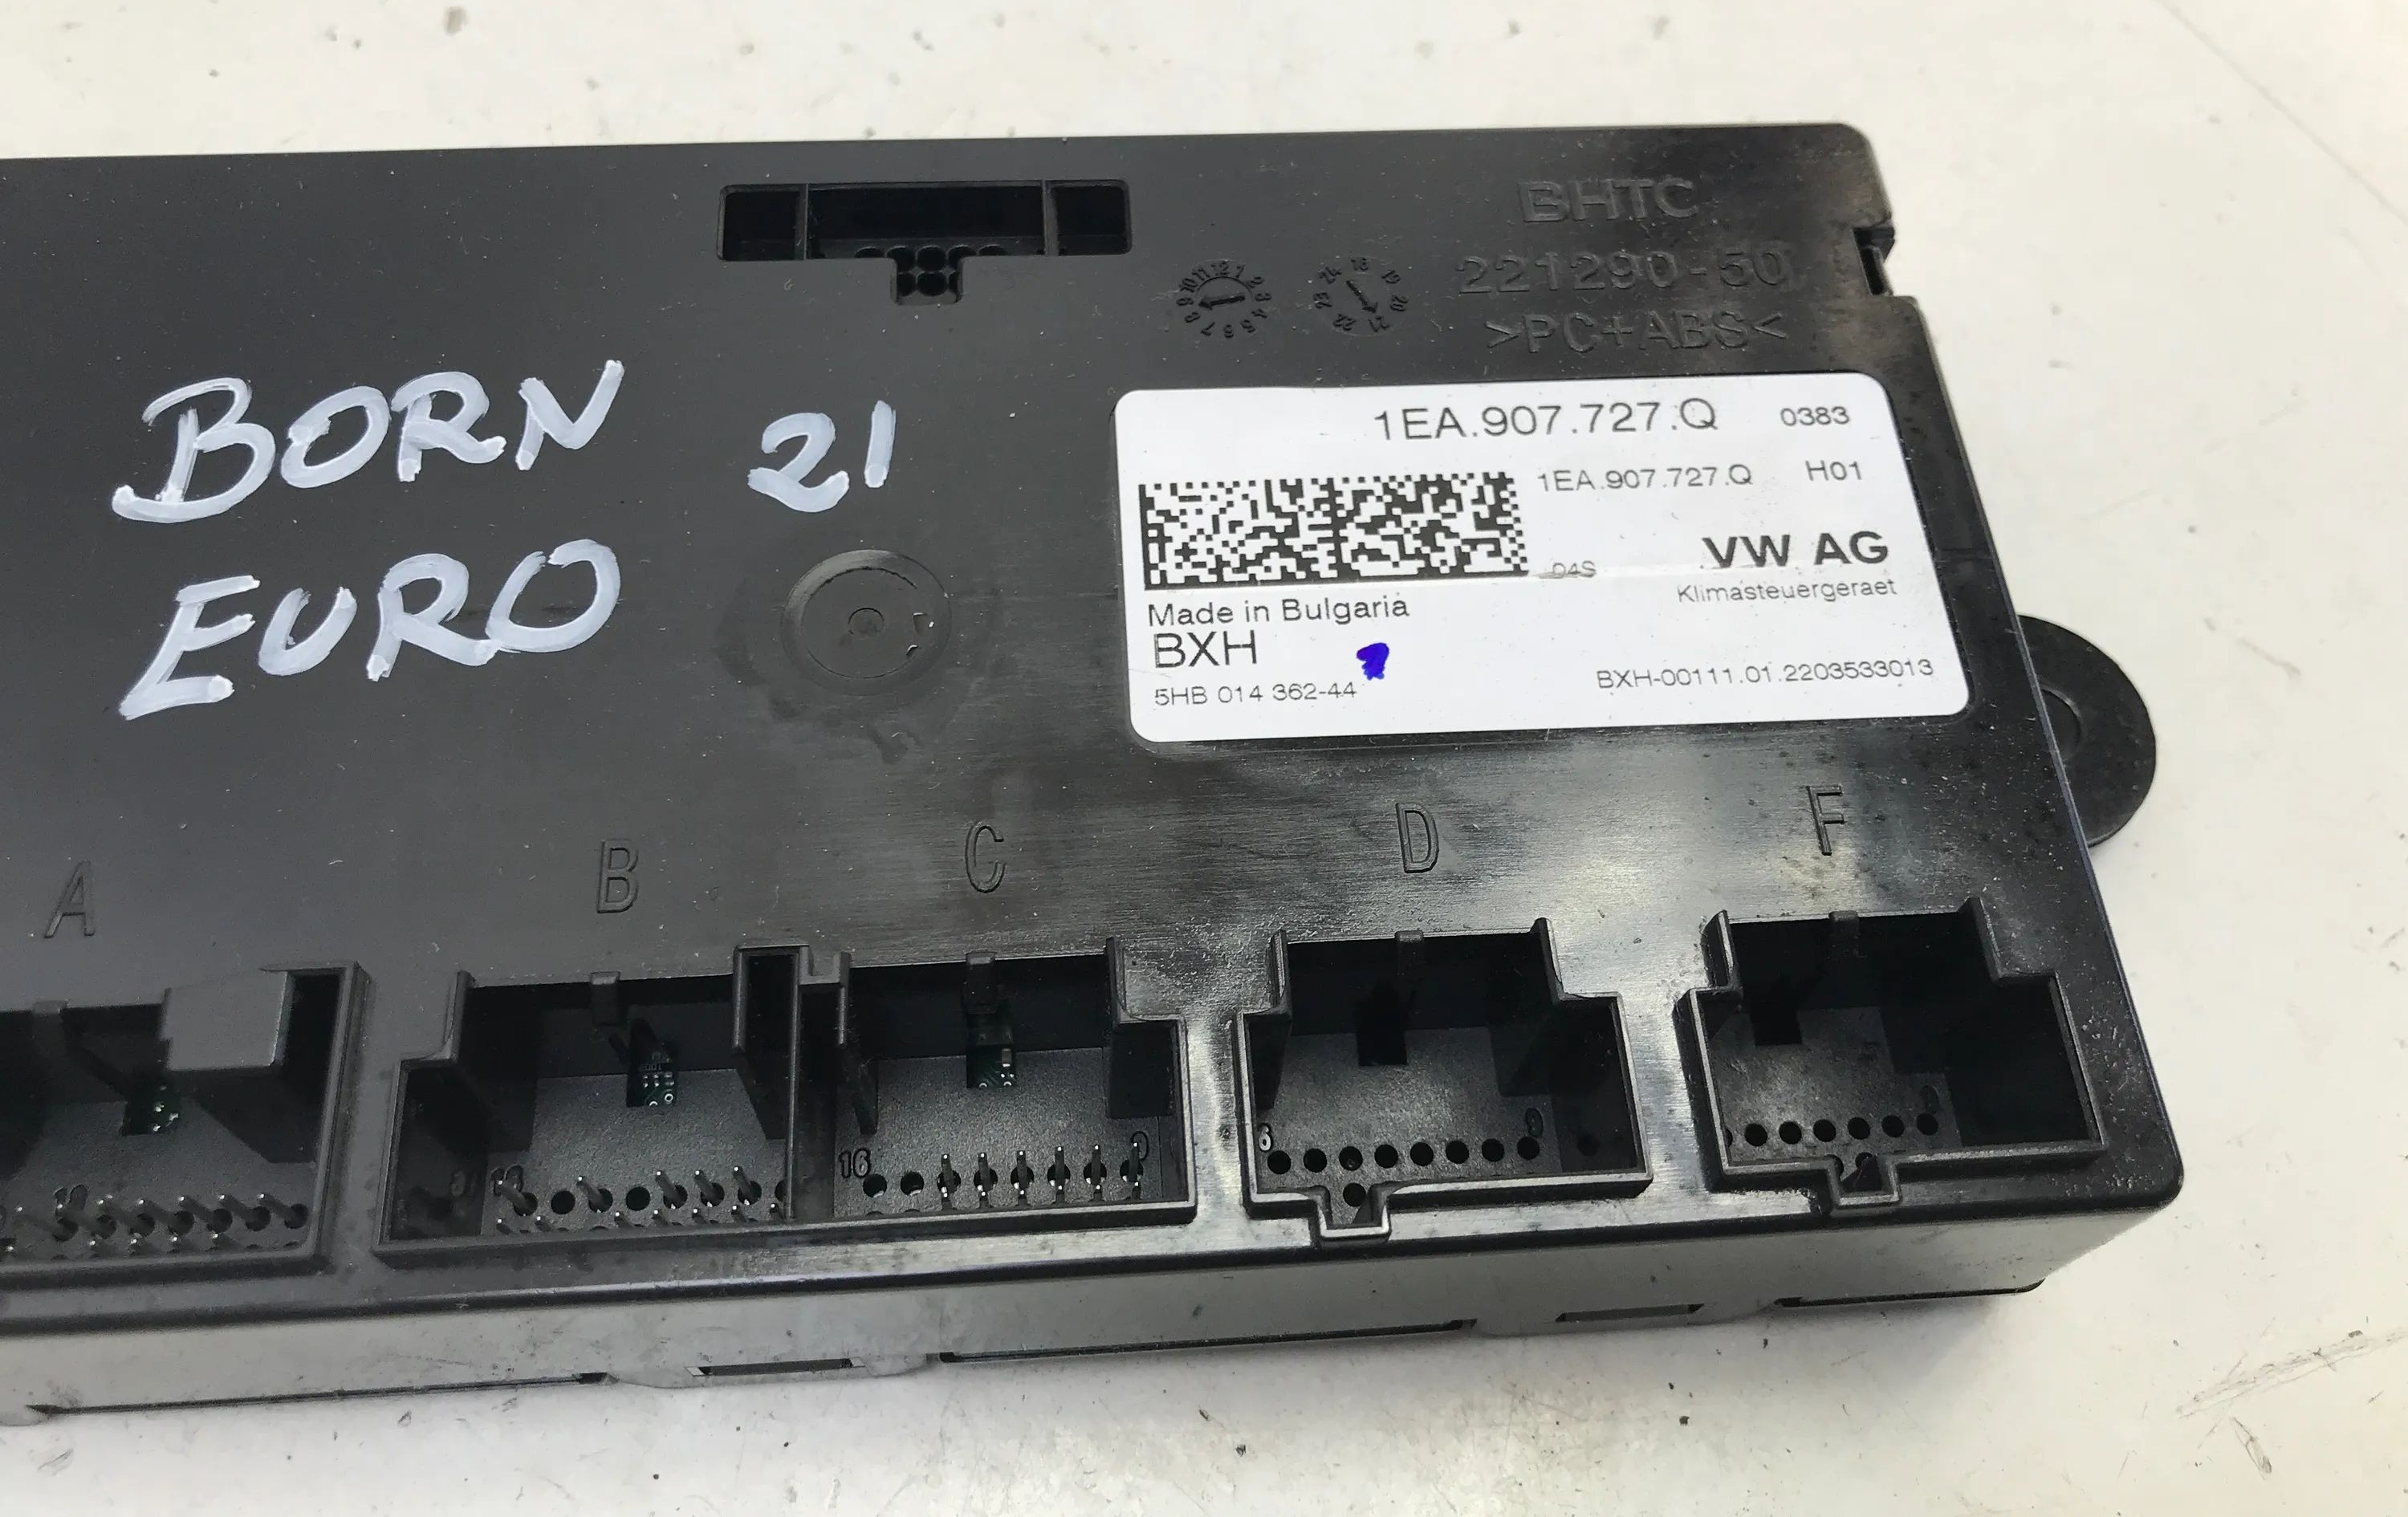 BHTC
221290-50
>PC+ABS<
BORN 21
EURO
1EA.907.727.Q 0383
1EA.907.727.Q H01
04S VW AG
Klimasteuergeraet
Made in Bulgaria
BXH
5HB 014 362-44 BXH-00111.01.2203533013
A B C D F
16